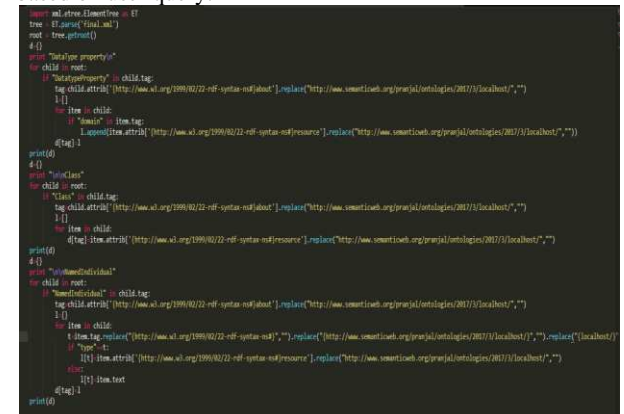 based on user query.
import xml.etree.ElementTree as ET
tree = ET.parse('final.xml')
root = tree.getroot()
d={}
print "DataType property\n"
for child in root:
if "DatatypeProperty" in child.tag:
tag=child.attrib['{http://www.w3.org/1999/02/22-rdf-syntax-ns#}about'].replace("http://www.semanticweb.org/pranjal/ontologies/2017/3/localhost/","")
l=[]
for item in child:
if "domain" in item.tag:
l.append(item.attrib['{http://www.w3.org/1999/02/22-rdf-syntax-ns#}resource'].replace("http://www.semanticweb.org/pranjal/ontologies/2017/3/localhost/",""))
d[tag]=l
print(d)
d={}
print "\n\nClass"
for child in root:
if "Class" in child.tag:
tag=child.attrib['{http://www.w3.org/1999/02/22-rdf-syntax-ns#}about'].replace("http://www.semanticweb.org/pranjal/ontologies/2017/3/localhost/","")
l=[]
for item in child:
d[tag]=item.attrib['{http://www.w3.org/1999/02/22-rdf-syntax-ns#}resource'].replace("http://www.semanticweb.org/pranjal/ontologies/2017/3/localhost/","")
print(d)
d={}
print "\n\nNamedIndividual"
for child in root:
if "NamedIndividual" in child.tag:
tag=child.attrib['{http://www.w3.org/1999/02/22-rdf-syntax-ns#}about'].replace("http://www.semanticweb.org/pranjal/ontologies/2017/3/localhost/","")
l={}
for item in child:
t=item.tag.replace("{http://www.w3.org/1999/02/22-rdf-syntax-ns#}","").replace("{http://www.semanticweb.org/pranjal/ontologies/2017/3/localhost/}","").replace("{localhost/}"
if "type"==t:
l[t]=item.attrib['{http://www.w3.org/1999/02/22-rdf-syntax-ns#}resource'].replace("http://www.semanticweb.org/pranjal/ontologies/2017/3/localhost/","")
else:
l[t]=item.text
d[tag]=l
print(d)